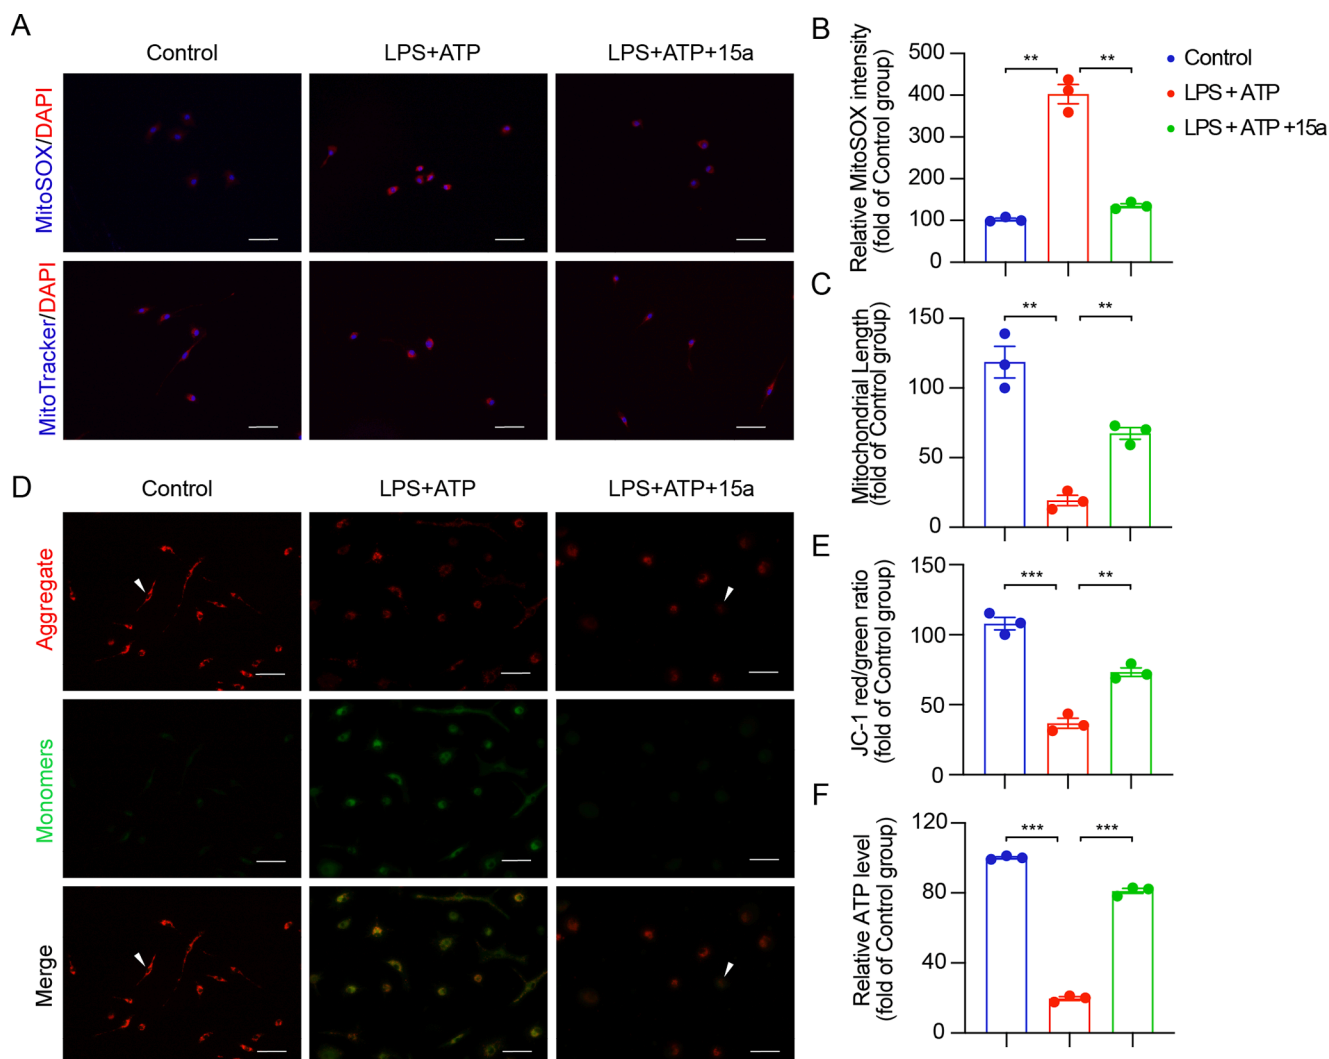 A
Control
LPS+ATP
LPS+ATP+15a
MitoSOX/DAPI
MitoTracker/DAPI
B
Relative MitoSOX intensity
(fold of Control group)
500
400
300
200
100
0
**
**
Control
LPS + ATP
LPS + ATP +15a
C
Mitochondrial Length
(fold of Control group)
150
100
50
0
**
**
D
Control
LPS+ATP
LPS+ATP+15a
Aggregate
Monomers
Merge
E
JC-1 red/green ratio
(fold of Control group)
150
100
50
0
***
**
F
Relative ATP level
(fold of Control group)
120
80
40
0
***
***